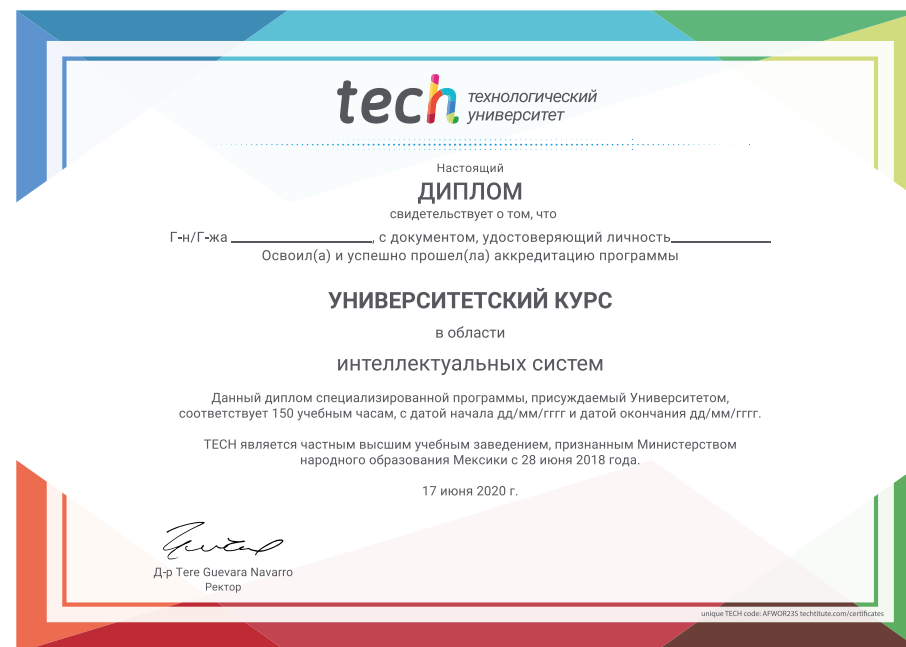 tech технологический
университет
Настоящий
ДИПЛОМ
свидетельствует о том, что
Г-н/Г-жа ____________________, с документом, удостоверяющий личность______________
Освоил(а) и успешно прошел(ла) аккредитацию программы
УНИВЕРСИТЕТСКИЙ КУРС
в области
интеллектуальных систем
Данный диплом специализированной программы, присуждаемый Университетом,
соответствует 150 учебным часам, с датой начала дд/мм/гггг и датой окончания дд/мм/гггг.
TECH является частным высшим учебным заведением, признанным Министерством
народного образования Мексики с 28 июня 2018 года.
17 июня 2020 г.
Д-р Tere Guevara Navarro
Ректор
unique TECH code: AFWOR23S techtitute.com/certificates